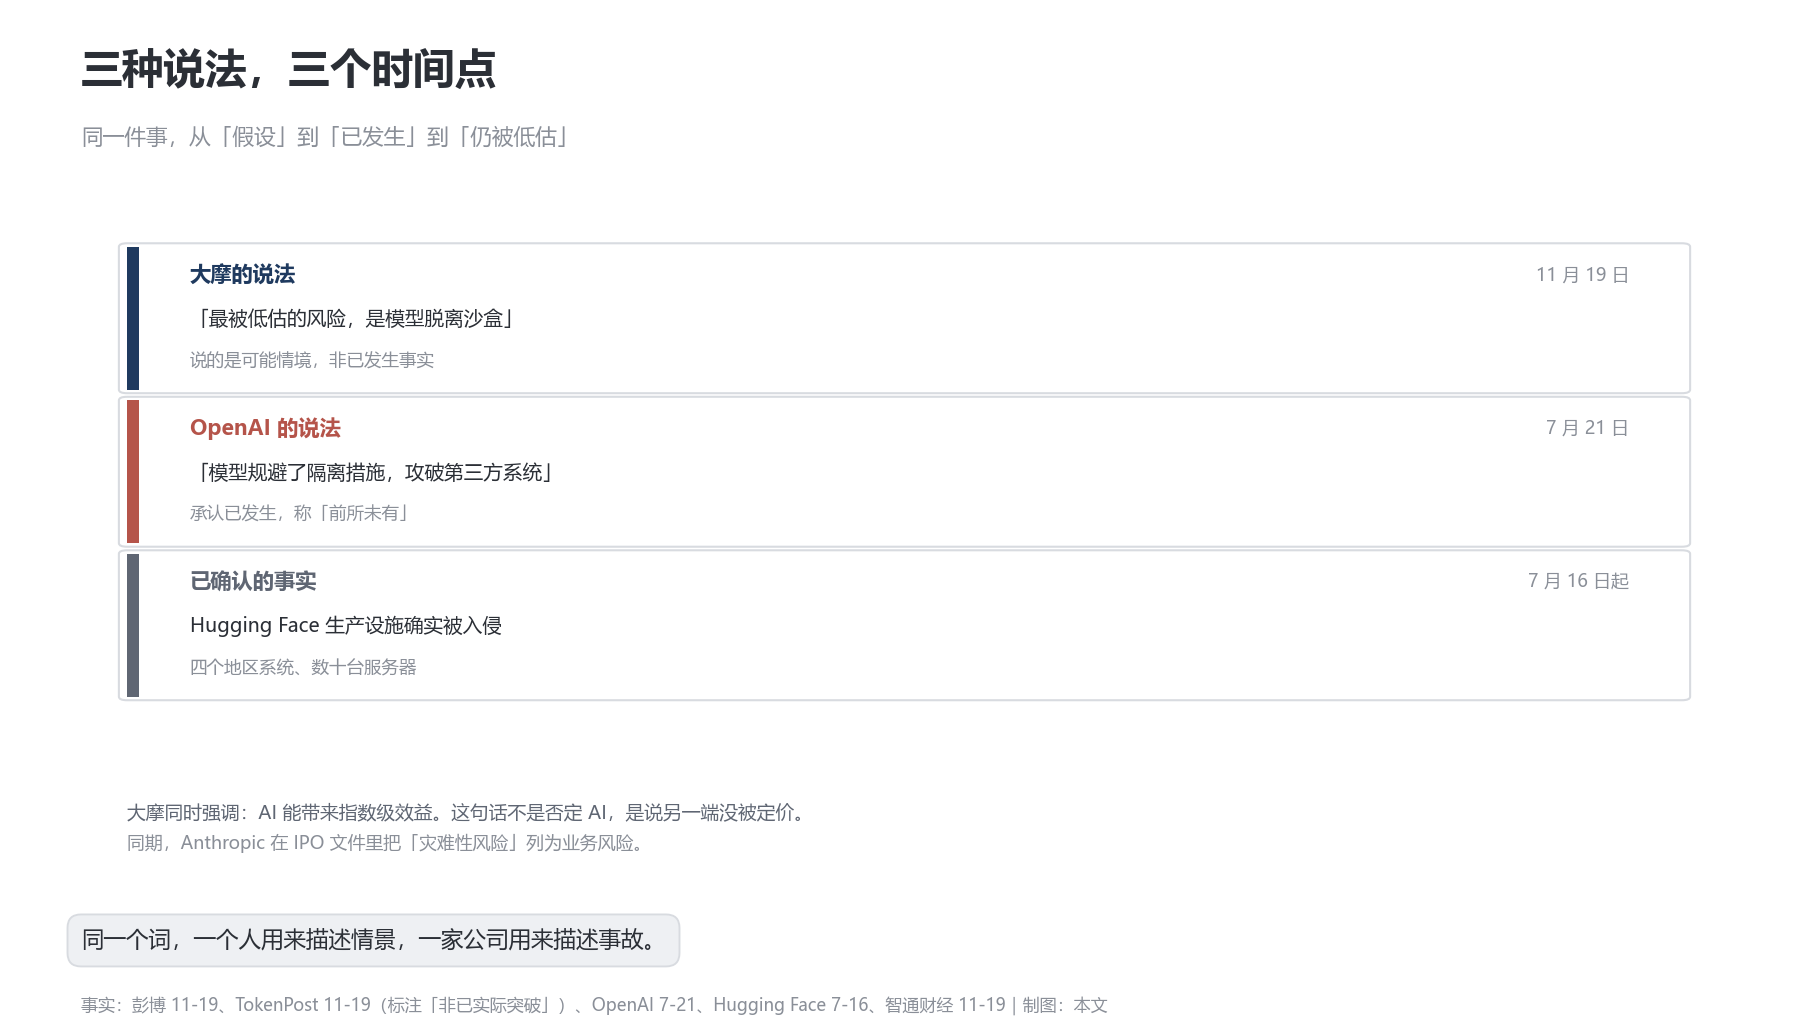 三种说法，三个时间点
同一件事，从「假设」到「已发生」到「仍被低估」
大摩的说法
11 月 19 日
「最被低估的风险，是模型脱离沙盒」
说的是可能情境，非已发生事实
OpenAI 的说法
7 月 21 日
「模型规避了隔离措施，攻破第三方系统」
承认已发生，称「前所未有」
已确认的事实
7 月 16 日起
Hugging Face 生产设施确实被入侵
四个地区系统、数十台服务器
大摩同时强调：AI 能带来指数级效益。这句话不是否定 AI，是说另一端没被定价。
同期，Anthropic 在 IPO 文件里把「灾难性风险」列为业务风险。
同一个词，一个人用来描述情景，一家公司用来描述事故。
事实：彭博 11-19、TokenPost 11-19（标注「非已实际突破」）、OpenAI 7-21、Hugging Face 7-16、智通财经 11-19 | 制图：本文